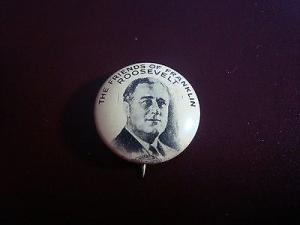 THE FRIENDS OF FRANKLIN
ROOSEVELT